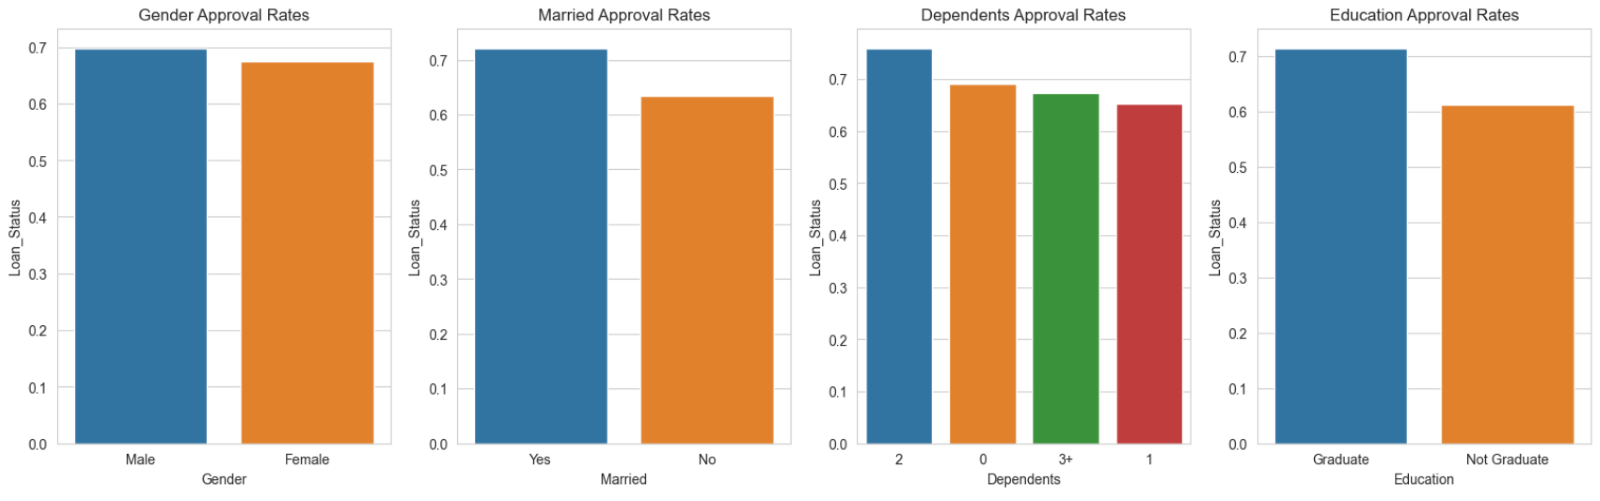 Gender Approval Rates
0.7
0.6
0.5
0.4
0.3
0.2
0.1
0.0
Loan_Status
Male Female
Gender
Married Approval Rates
0.7
0.6
0.5
0.4
0.3
0.2
0.1
0.0
Loan_Status
Yes No
Married
Dependents Approval Rates
0.7
0.6
0.5
0.4
0.3
0.2
0.1
0.0
Loan_Status
2 0 3+ 1
Dependents
Education Approval Rates
0.7
0.6
0.5
0.4
0.3
0.2
0.1
0.0
Loan_Status
Graduate Not Graduate
Education